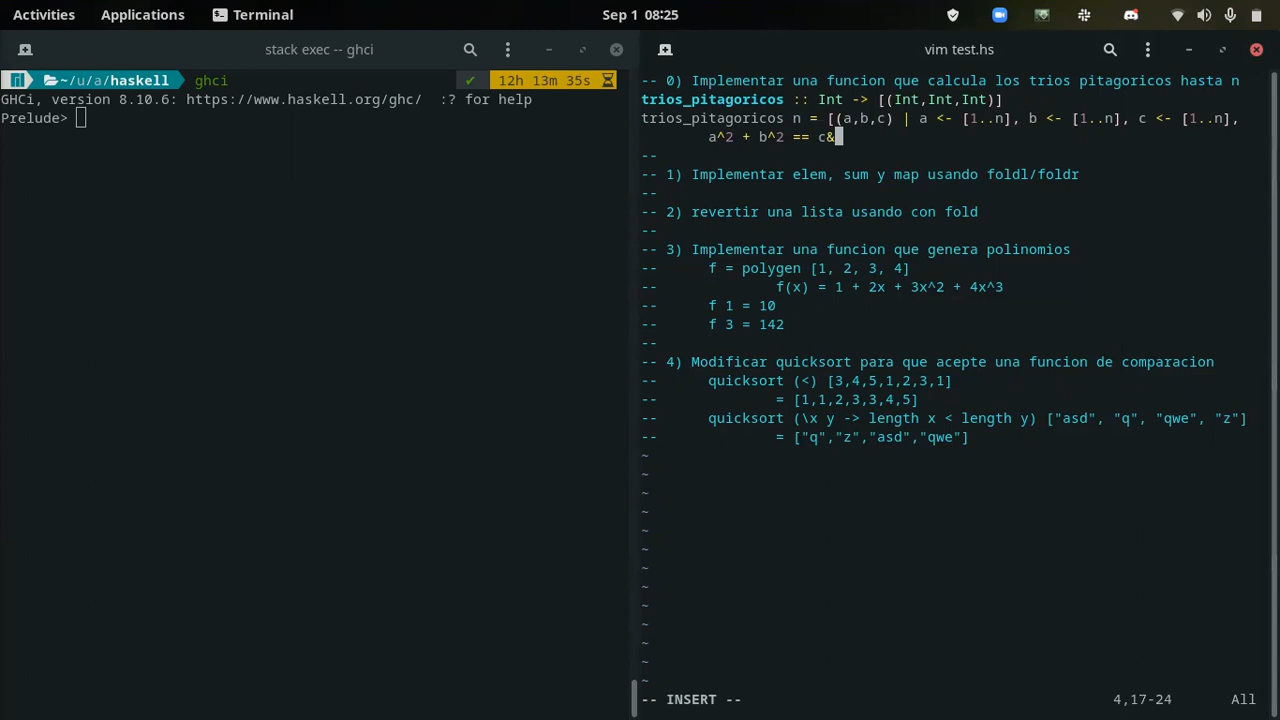 Activities Applications Terminal Sep 1 08:25
stack exec -- ghci
~/u/a/haskell ghci ✔ 12h 13m 35s
GHCi, version 8.10.6: https://www.haskell.org/ghc/  :? for help
Prelude>
vim test.hs
-- 0) Implementar una funcion que calcula los trios pitagoricos hasta n
trios_pitagoricos :: Int -> [(Int,Int,Int)]
trios_pitagoricos n = [(a,b,c) | a <- [1..n], b <- [1..n], c <- [1..n],
        a^2 + b^2 == c&
--
-- 1) Implementar elem, sum y map usando foldl/foldr
--
-- 2) revertir una lista usando con fold
--
-- 3) Implementar una funcion que genera polinomios
--      f = polygen [1, 2, 3, 4]
--              f(x) = 1 + 2x + 3x^2 + 4x^3
--      f 1 = 10
--      f 3 = 142
--
-- 4) Modificar quicksort para que acepte una funcion de comparacion
--      quicksort (<) [3,4,5,1,2,3,1]
--              = [1,1,2,3,3,4,5]
--      quicksort (\x y -> length x < length y) ["asd", "q", "qwe", "z"]
--              = ["q","z","asd","qwe"]
~
~
~
~
~
~
~
~
~
~
~
~
~
-- INSERT -- 4,17-24 All